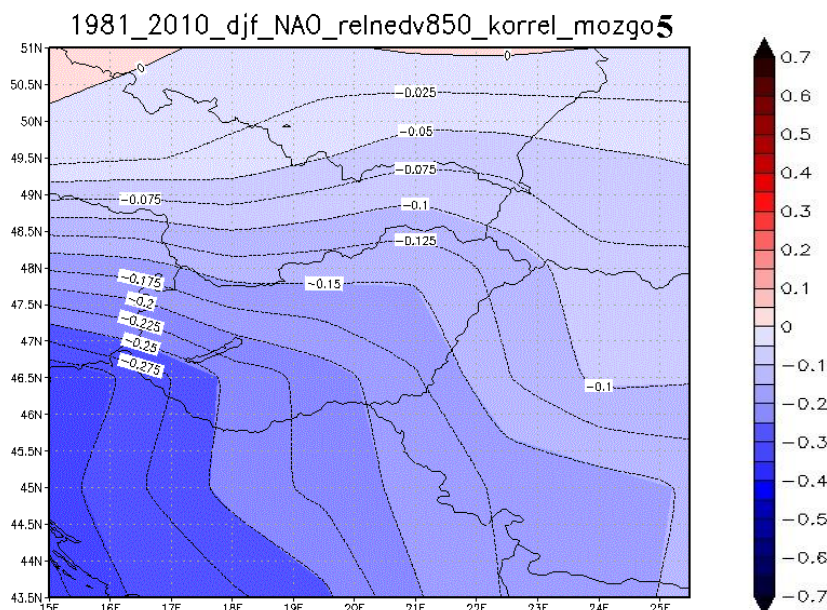 1981_2010_djf_NAO_relnedv850_korrel_mozgo5
51N
50.5N
50N
49.5N
49N
48.5N
48N
47.5N
47N
46.5N
46N
45.5N
45N
44.5N
44N
43.5N
15E 16E 17E 18E 19E 20E 21E 22E 23E 24E 25E
0
0
-0.025
-0.05
-0.075
-0.075
-0.1
-0.125
-0.15
-0.175
-0.2
-0.225
-0.25
-0.275
-0.1
0.7
0.6
0.5
0.4
0.3
0.2
0.1
0
-0.1
-0.2
-0.3
-0.4
-0.5
-0.6
-0.7